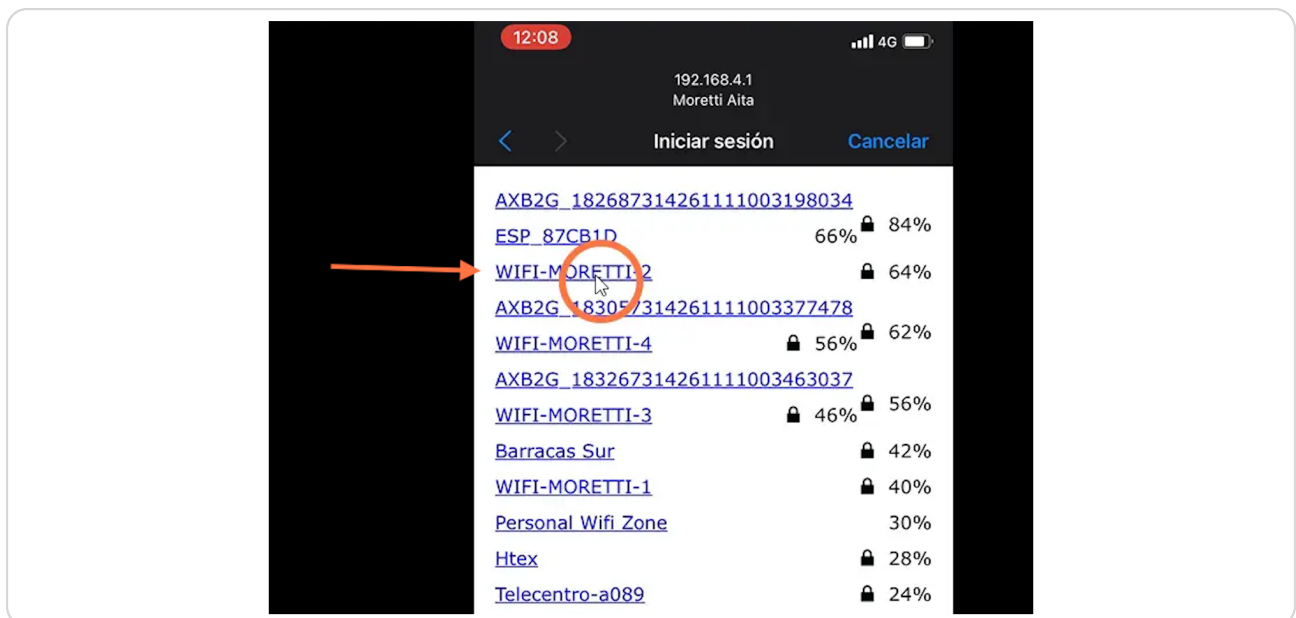 12:08 4G
192.168.4.1
Moretti Aita
Iniciar sesión Cancelar
AXB2G_182687314261111003198034 84%
ESP_87CB1D 66%
WIFI-MORETTI-2 64%
AXB2G_183057314261111003377478 62%
WIFI-MORETTI-4 56%
AXB2G_183267314261111003463037 56%
WIFI-MORETTI-3 46%
Barracas Sur 42%
WIFI-MORETTI-1 40%
Personal Wifi Zone 30%
Htex 28%
Telecentro-a089 24%